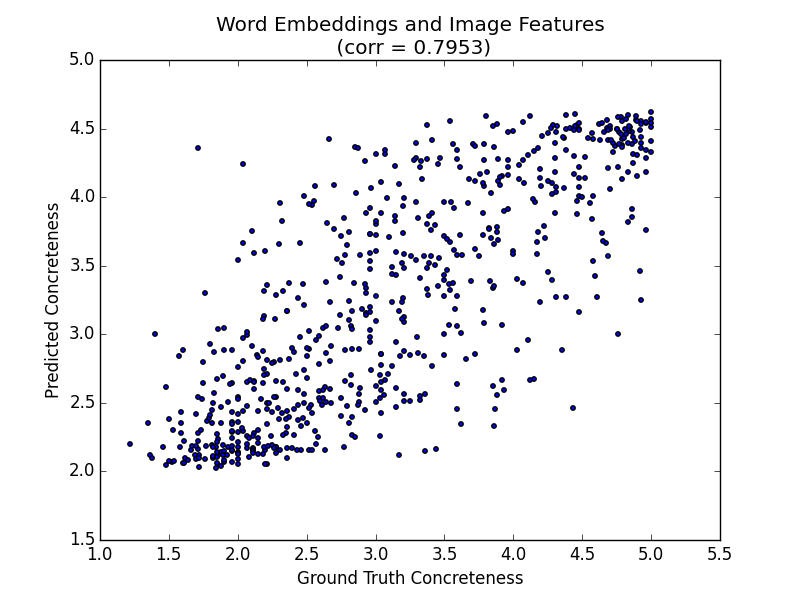 Word Embeddings and Image Features
(corr = 0.7953)
5.0
4.5
4.0
3.5
3.0
2.5
2.0
1.5
Predicted Concreteness
1.0 1.5 2.0 2.5 3.0 3.5 4.0 4.5 5.0 5.5
Ground Truth Concreteness